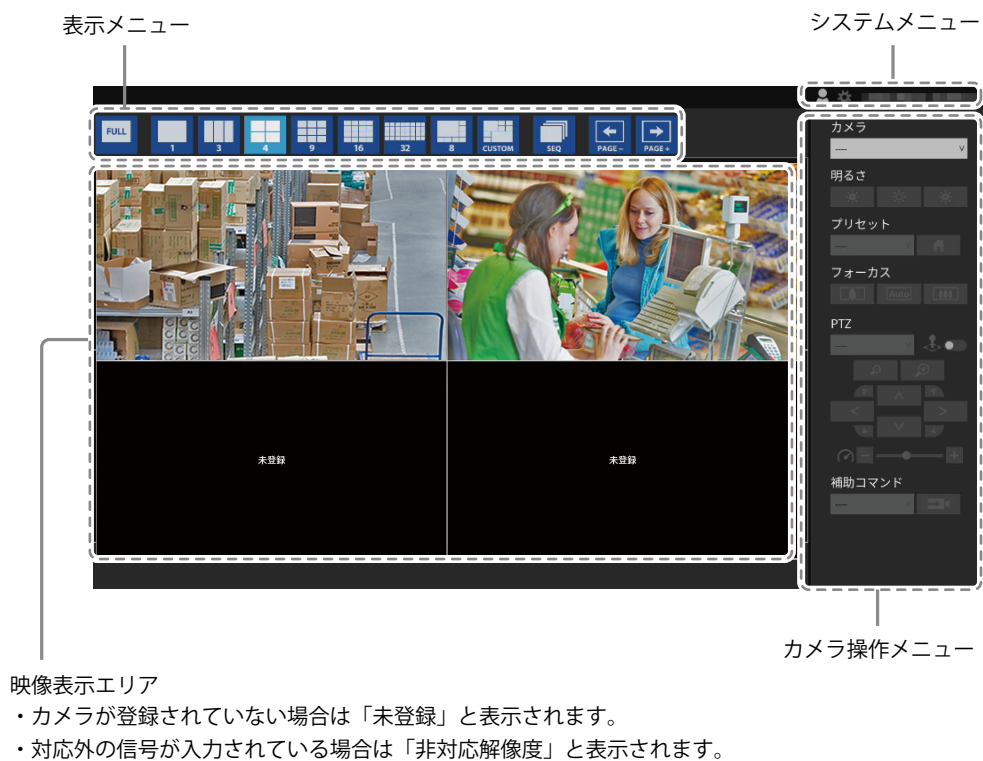 表示メニュー
システムメニュー
FULL
1
3
4
9
16
32
8
CUSTOM
SEQ
PAGE −
PAGE +
カメラ
---- v
明るさ
プリセット
----
フォーカス
Auto
PTZ
----
補助コマンド
----
未登録
未登録
カメラ操作メニュー
映像表示エリア
・カメラが登録されていない場合は「未登録」と表示されます。
・対応外の信号が入力されている場合は「非対応解像度」と表示されます。